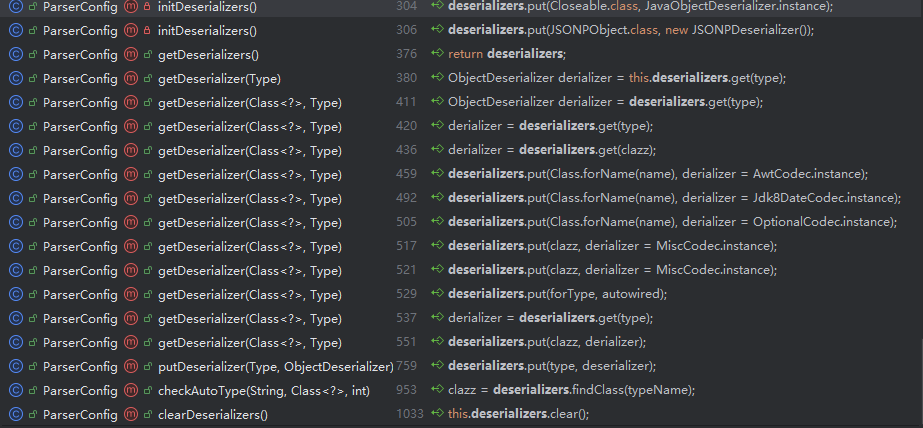 ParserConfig initDeserializers() 304 deserializers.put(Closeable.class, JavaObjectDeserializer.instance);
ParserConfig initDeserializers() 306 deserializers.put(JSONPObject.class, new JSONPDeserializer());
ParserConfig getDeserializers() 376 return deserializers;
ParserConfig getDeserializer(Type) 380 ObjectDeserializer derializer = this.deserializers.get(type);
ParserConfig getDeserializer(Class<?>, Type) 411 ObjectDeserializer derializer = deserializers.get(type);
ParserConfig getDeserializer(Class<?>, Type) 420 derializer = deserializers.get(type);
ParserConfig getDeserializer(Class<?>, Type) 436 derializer = deserializers.get(clazz);
ParserConfig getDeserializer(Class<?>, Type) 459 deserializers.put(Class.forName(name), derializer = AwtCodec.instance);
ParserConfig getDeserializer(Class<?>, Type) 492 deserializers.put(Class.forName(name), derializer = Jdk8DateCodec.instance);
ParserConfig getDeserializer(Class<?>, Type) 505 deserializers.put(Class.forName(name), derializer = OptionalCodec.instance);
ParserConfig getDeserializer(Class<?>, Type) 517 deserializers.put(clazz, derializer = MiscCodec.instance);
ParserConfig getDeserializer(Class<?>, Type) 521 deserializers.put(clazz, derializer = MiscCodec.instance);
ParserConfig getDeserializer(Class<?>, Type) 529 deserializers.put(forType, autowired);
ParserConfig getDeserializer(Class<?>, Type) 537 derializer = deserializers.get(type);
ParserConfig getDeserializer(Class<?>, Type) 551 deserializers.put(clazz, derializer);
ParserConfig putDeserializer(Type, ObjectDeserializer) 759 deserializers.put(type, deserializer);
ParserConfig checkAutoType(String, Class<?>, int) 953 clazz = deserializers.findClass(typeName);
ParserConfig clearDeserializers() 1033 this.deserializers.clear();